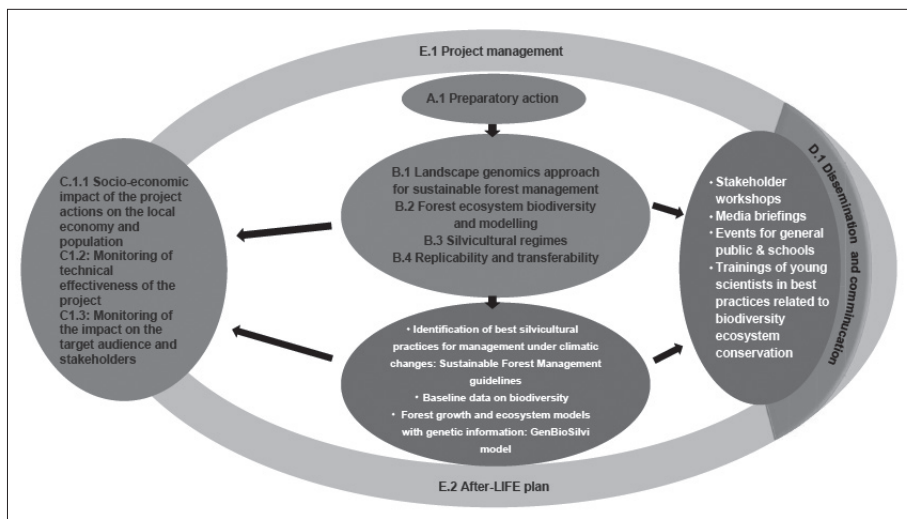 E.1 Project management
A.1 Preparatory action
C.1.1 Socio-economic
impact of the project
actions on the local
economy and
population
C1.2: Monitoring of
technical
effectiveness of the
project
C1.3: Monitoring of
the impact on the
target audience and
stakeholders
B.1 Landscape genomics approach
for sustainable forest management
B.2 Forest ecosystem biodiversity
and modelling
B.3 Silvicultural regimes
B.4 Replicability and transferability
• Identification of best silvicultural
practices for management under climatic
changes: Sustainable Forest Management
guidelines
• Baseline data on biodiversity
• Forest growth and ecosystem models
with genetic information: GenBioSilvi
model
• Stakeholder
workshops
• Media briefings
• Events for general
public & schools
• Trainings of young
scientists in best
practices related to
biodiversity
ecosystem
conservation
D.1 Dissemination and comminucation
E.2 After-LIFE plan